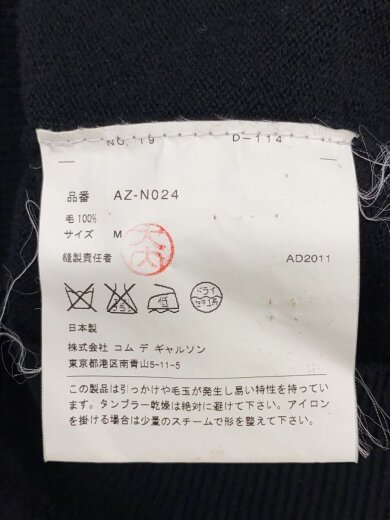 NO. 19 D-114
品番 AZ-N024
毛 100%
サイズ M
大内
縫製責任者 AD2011
ドライ
日本製
株式会社 コム デ ギャルソン
東京都港区南青山5-11-5
この製品は引っかけや毛玉が発生し易い特性を持ってい
ます。タンブラー乾燥は絶対に避けて下さい。アイロン
を掛ける場合は少量のスチームで形を整えて下さい。